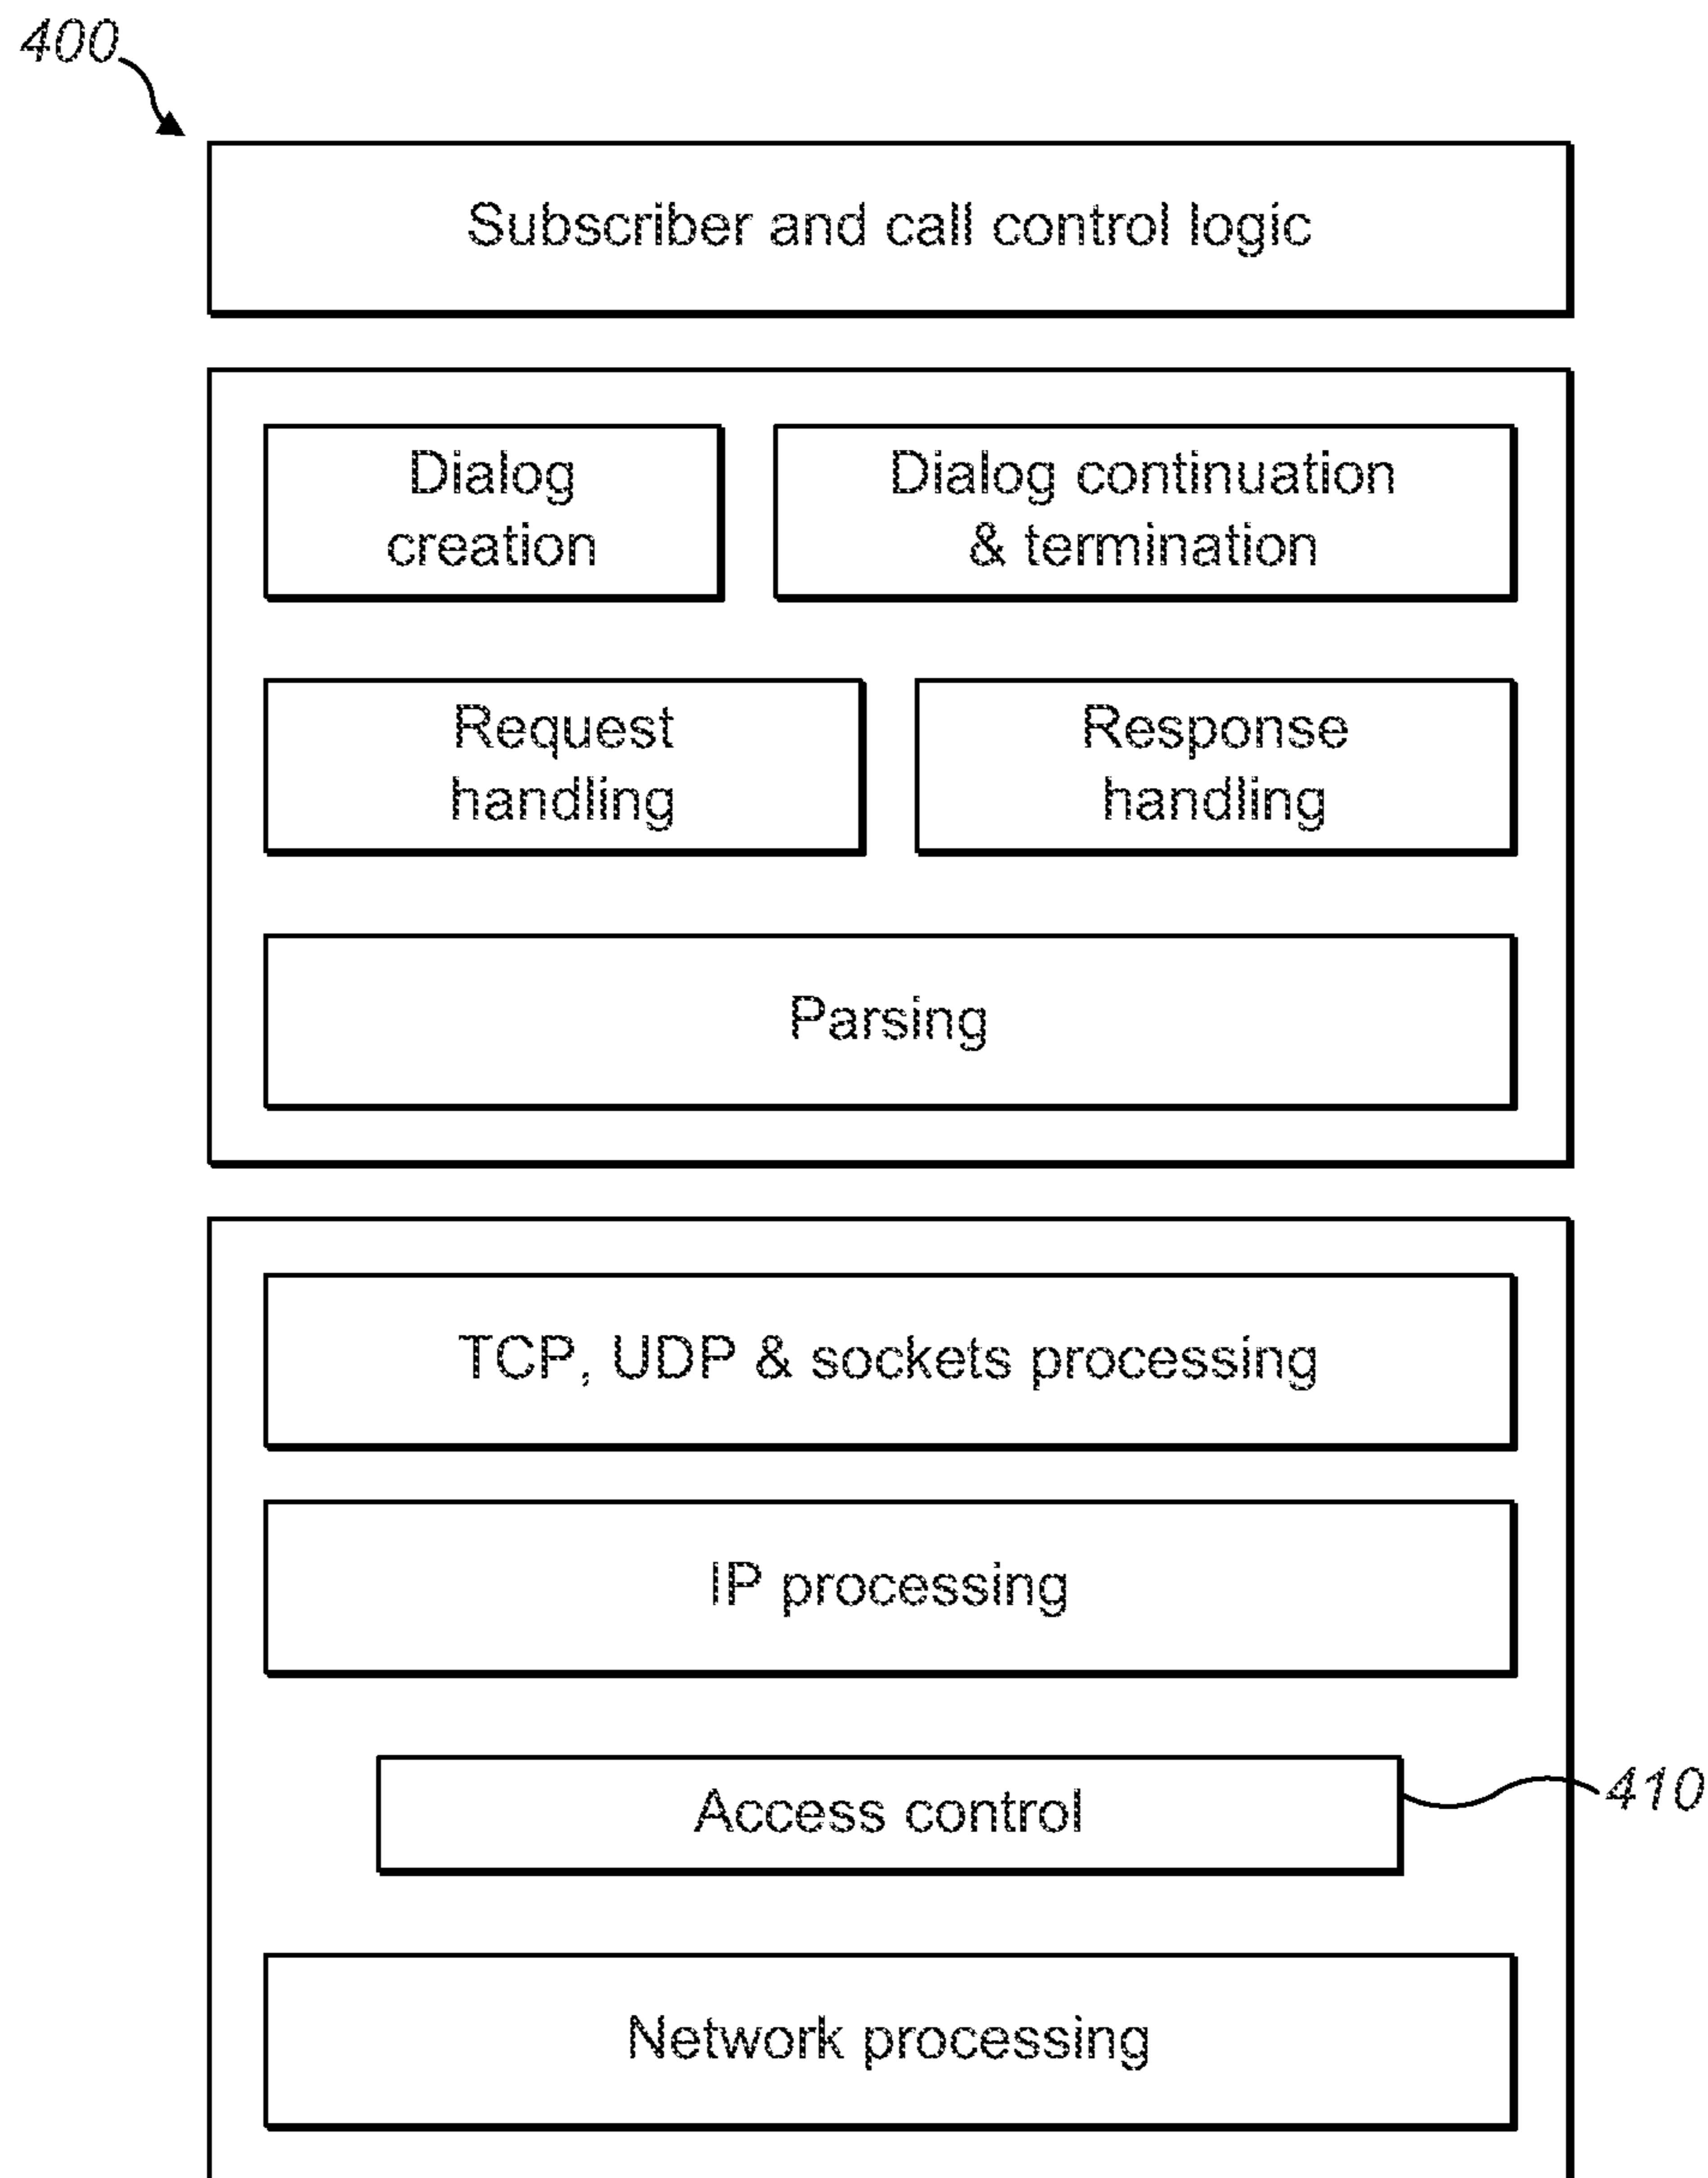 400
Subscriber and call control logic
Dialog
creation
Dialog continuation
& termination
Request
handling
Response
handling
Parsing
TCP, UDP & sockets processing
IP processing
Access control
410
Network processing